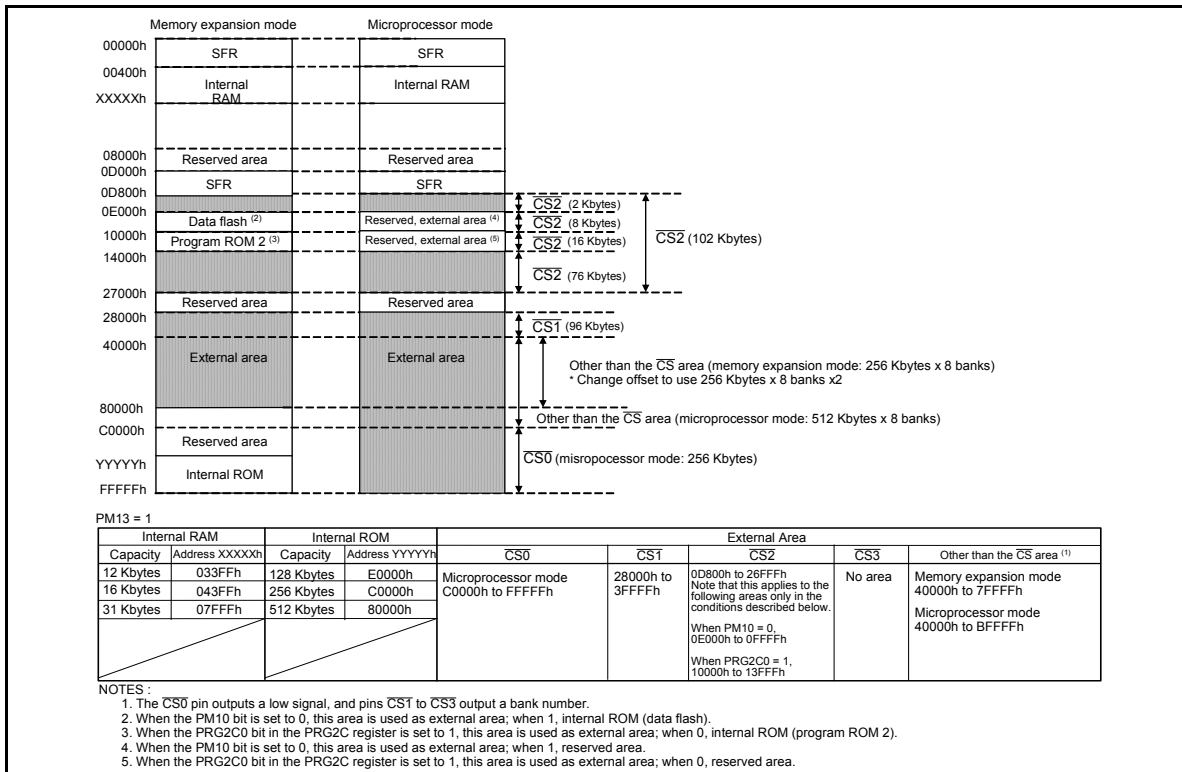 Memory expansion mode Microprocessor mode
00000h
SFR SFR
00400h
Internal RAM Internal RAM
XXXXXh
08000h
Reserved area Reserved area
0D000h
SFR SFR
0D800h
CS2 (2 Kbytes)
0E000h
Data flash (2) Reserved, external area (4) CS2 (8 Kbytes)
10000h
Program ROM 2 (3) Reserved, external area (5) CS2 (16 Kbytes) CS2 (102 Kbytes)
14000h
CS2 (76 Kbytes)
27000h
Reserved area Reserved area
28000h
CS1 (96 Kbytes)
40000h
External area External area
Other than the CS area (memory expansion mode: 256 Kbytes x 8 banks)
* Change offset to use 256 Kbytes x 8 banks x2
80000h
Other than the CS area (microprocessor mode: 512 Kbytes x 8 banks)
C0000h
Reserved area
CS0 (misropocessor mode: 256 Kbytes)
YYYYYh
Internal ROM
FFFFFh
PM13 = 1
Internal RAM Internal ROM External Area
Capacity Address XXXXXh Capacity Address YYYYYh CS0 CS1 CS2 CS3 Other than the CS area (1)
12 Kbytes 033FFh 128 Kbytes E0000h
16 Kbytes 043FFh 256 Kbytes C0000h
31 Kbytes 07FFFh 512 Kbytes 80000h
Microprocessor mode
C0000h to FFFFFh
28000h to
3FFFFh
0D800h to 26FFFh
Note that this applies to the
following areas only in the
conditions described below.
When PM10 = 0,
0E000h to 0FFFFh
When PRG2C0 = 1,
10000h to 13FFFh
No area
Memory expansion mode
40000h to 7FFFFh
Microprocessor mode
40000h to BFFFFh
NOTES :
1. The CS0 pin outputs a low signal, and pins CS1 to CS3 output a bank number.
2. When the PM10 bit is set to 0, this area is used as external area; when 1, internal ROM (data flash).
3. When the PRG2C0 bit in the PRG2C register is set to 1, this area is used as external area; when 0, internal ROM (program ROM 2).
4. When the PM10 bit is set to 0, this area is used as external area; when 1, reserved area.
5. When the PRG2C0 bit in the PRG2C register is set to 1, this area is used as external area; when 0, reserved area.